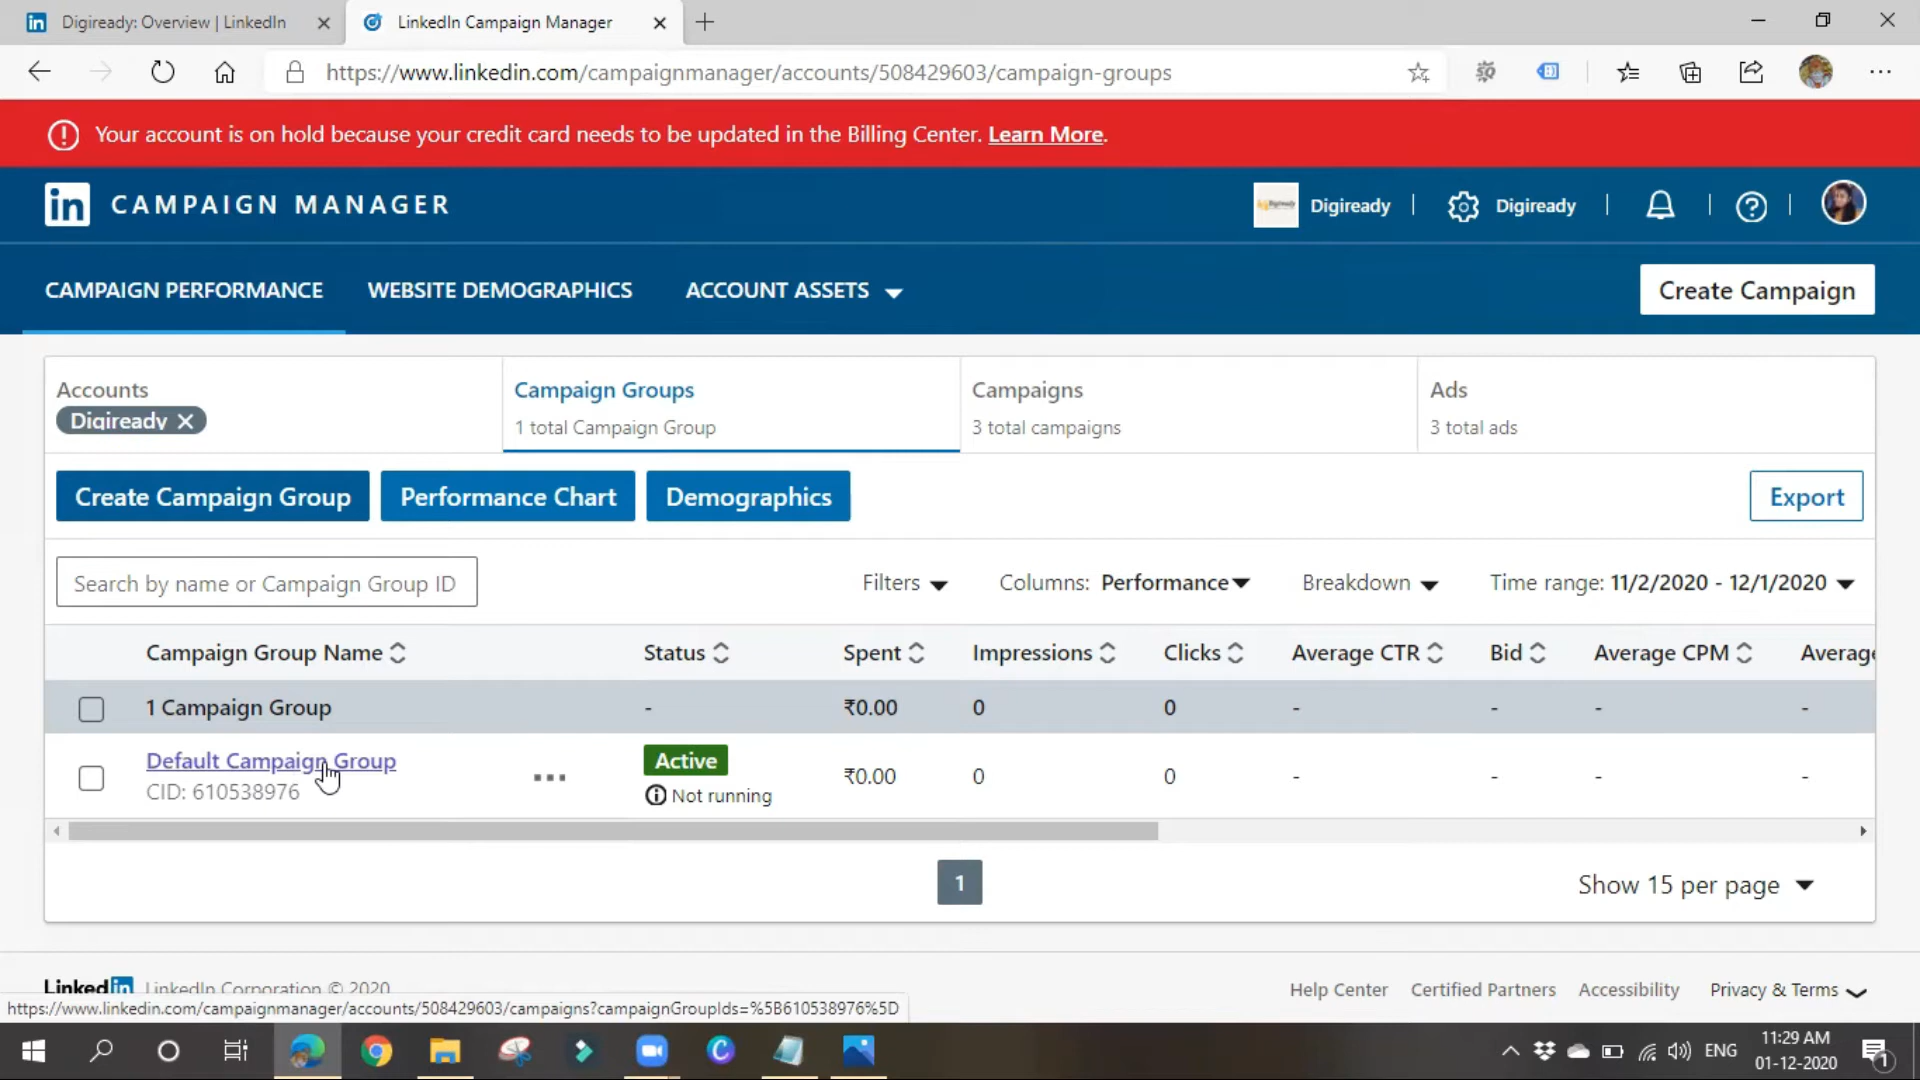 Digiready: Overview | LinkedIn
LinkedIn Campaign Manager
https://www.linkedin.com/campaignmanager/accounts/508429603/campaign-groups
Your account is on hold because your credit card needs to be updated in the Billing Center. Learn More.
in CAMPAIGN MANAGER
Digiready
Digiready
CAMPAIGN PERFORMANCE
WEBSITE DEMOGRAPHICS
ACCOUNT ASSETS
Create Campaign
Accounts
Digiready
Campaign Groups
1 total Campaign Group
Campaigns
3 total campaigns
Ads
3 total ads
Create Campaign Group
Performance Chart
Demographics
Export
Search by name or Campaign Group ID
Filters
Columns: Performance
Breakdown
Time range: 11/2/2020 - 12/1/2020
Campaign Group Name Status Spent Impressions Clicks Average CTR Bid Average CPM Average
1 Campaign Group - ₹0.00 0 0 - - - -
Default Campaign Group
CID: 610538976
Active
Not running
₹0.00 0 0 - - - -
1
Show 15 per page
LinkedIn LinkedIn Corporation © 2020
Help Center Certified Partners Accessibility Privacy & Terms
https://www.linkedin.com/campaignmanager/accounts/508429603/campaigns?campaignGroupIds=%5B610538976%5D
ENG
11:29 AM
01-12-2020
1